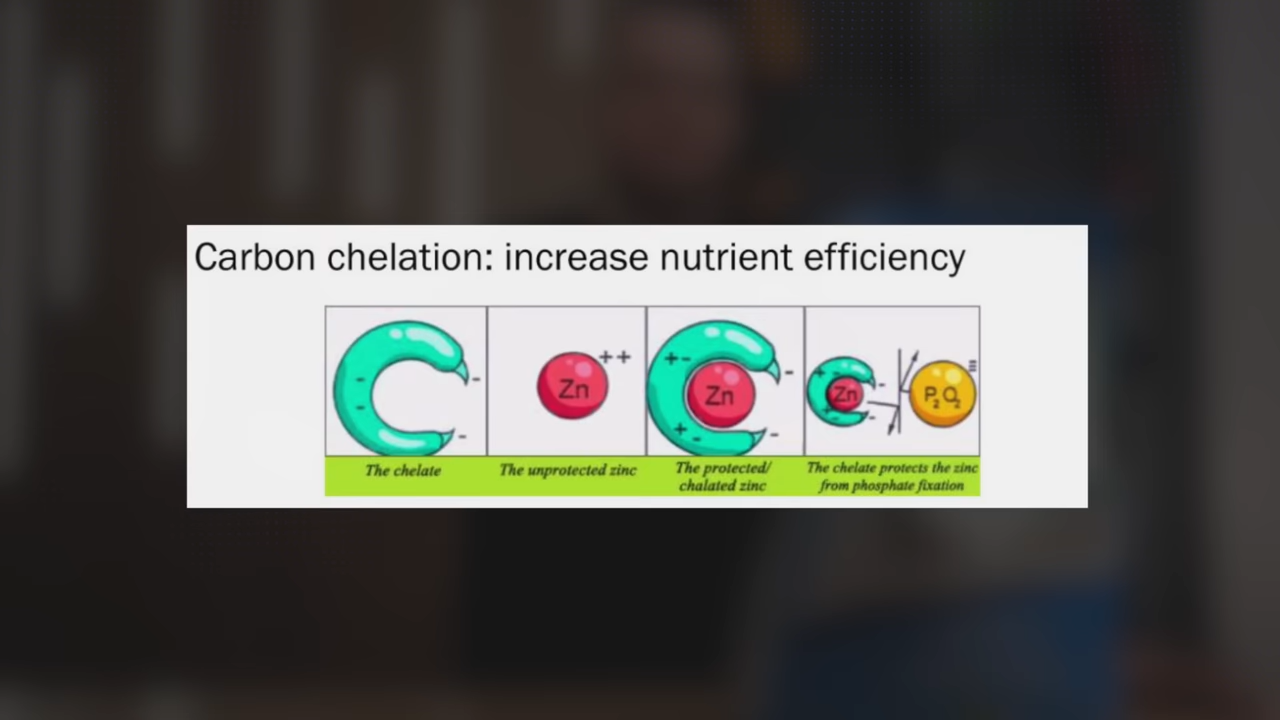 Carbon chelation: increase nutrient efficiency
- - - -
Zn ++
+- Zn - + - -
+ - Zn - + - - P₂O₂ ≡
The chelate
The unprotected zinc
The protected/
chalated zinc
The chelate protects the zinc
from phosphate fixation